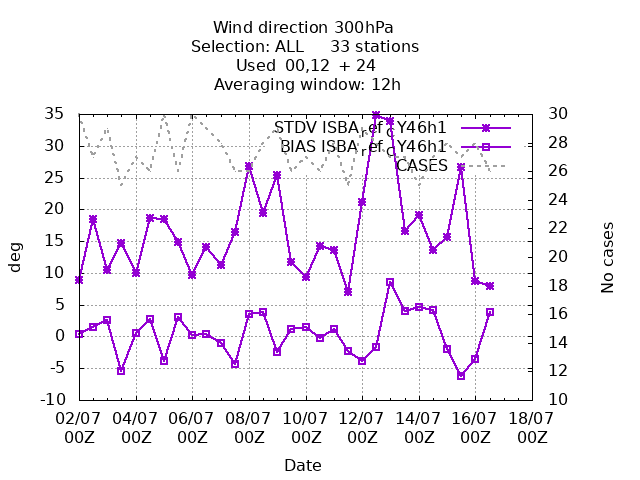 Wind direction 300hPa
Selection: ALL 33 stations
Used 00,12 + 24
Averaging window: 12h
STDV ISBA_ref_CY46h1
BIAS ISBA_ref_CY46h1
CASES
35
30
25
20
15
10
5
0
-5
-10
deg
30
28
26
24
22
20
18
16
14
12
10
No cases
02/07 04/07 06/07 08/07 10/07 12/07 14/07 16/07 18/07
00Z 00Z 00Z 00Z 00Z 00Z 00Z 00Z 00Z
Date